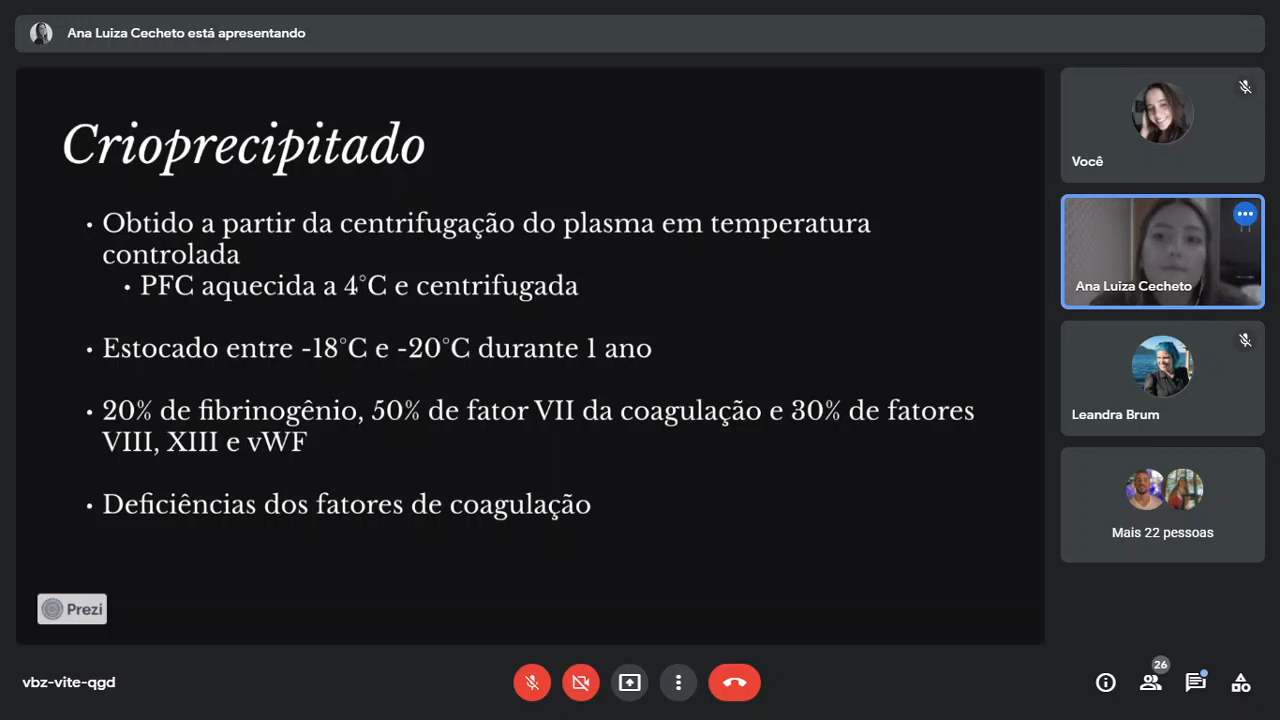 Ana Luiza Cecheto está apresentando
Crioprecipitado
• Obtido a partir da centrifugação do plasma em temperatura
controlada
• PFC aquecida a 4°C e centrifugada
• Estocado entre -18°C e -20°C durante 1 ano
• 20% de fibrinogênio, 50% de fator VII da coagulação e 30% de fatores
VIII, XIII e vWF
• Deficiências dos fatores de coagulação
Prezi
Você
Ana Luiza Cecheto
Leandra Brum
Mais 22 pessoas
vbz-vite-qgd
26